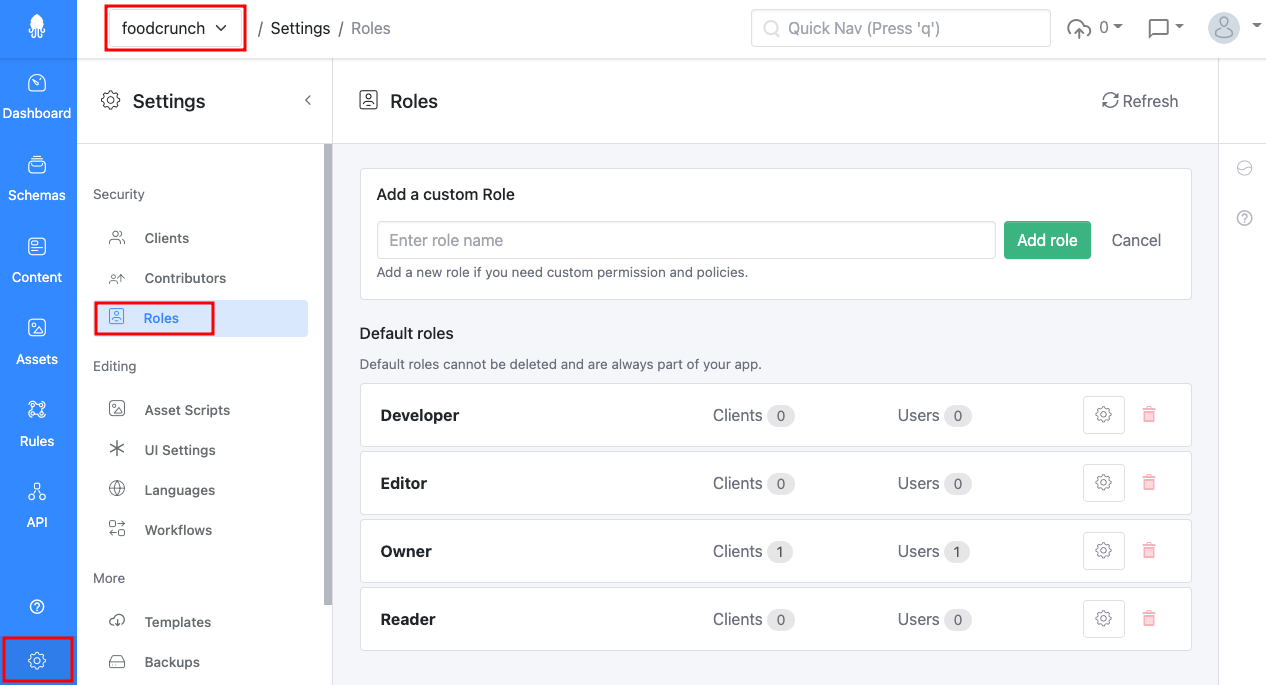 foodcrunch / Settings / Roles
Quick Nav (Press 'q')
0
Dashboard
Schemas
Content
Assets
Rules
API
Settings
Security
Clients
Contributors
Roles
Editing
Asset Scripts
UI Settings
Languages
Workflows
More
Templates
Backups
Roles
Refresh
Add a custom Role
Enter role name
Add role
Cancel
Add a new role if you need custom permission and policies.
Default roles
Default roles cannot be deleted and are always part of your app.
Developer Clients 0 Users 0
Editor Clients 0 Users 0
Owner Clients 1 Users 1
Reader Clients 0 Users 0